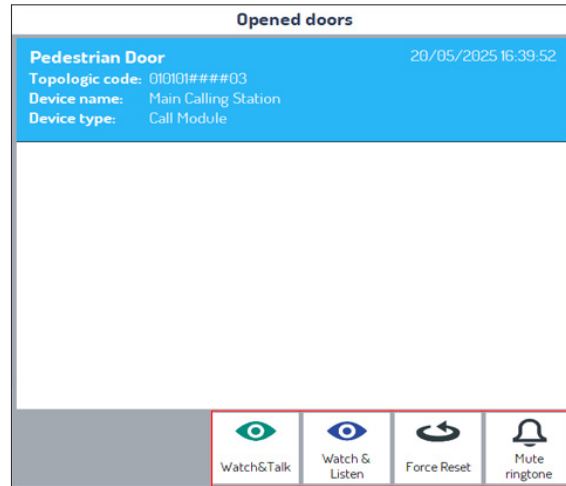 Opened doors
Pedestrian Door 20/05/2025 16:39:52
Topologic code: 010101####03
Device name: Main Calling Station
Device type: Call Module
Watch&Talk
Watch &
Listen
Force Reset
Mute
ringtone